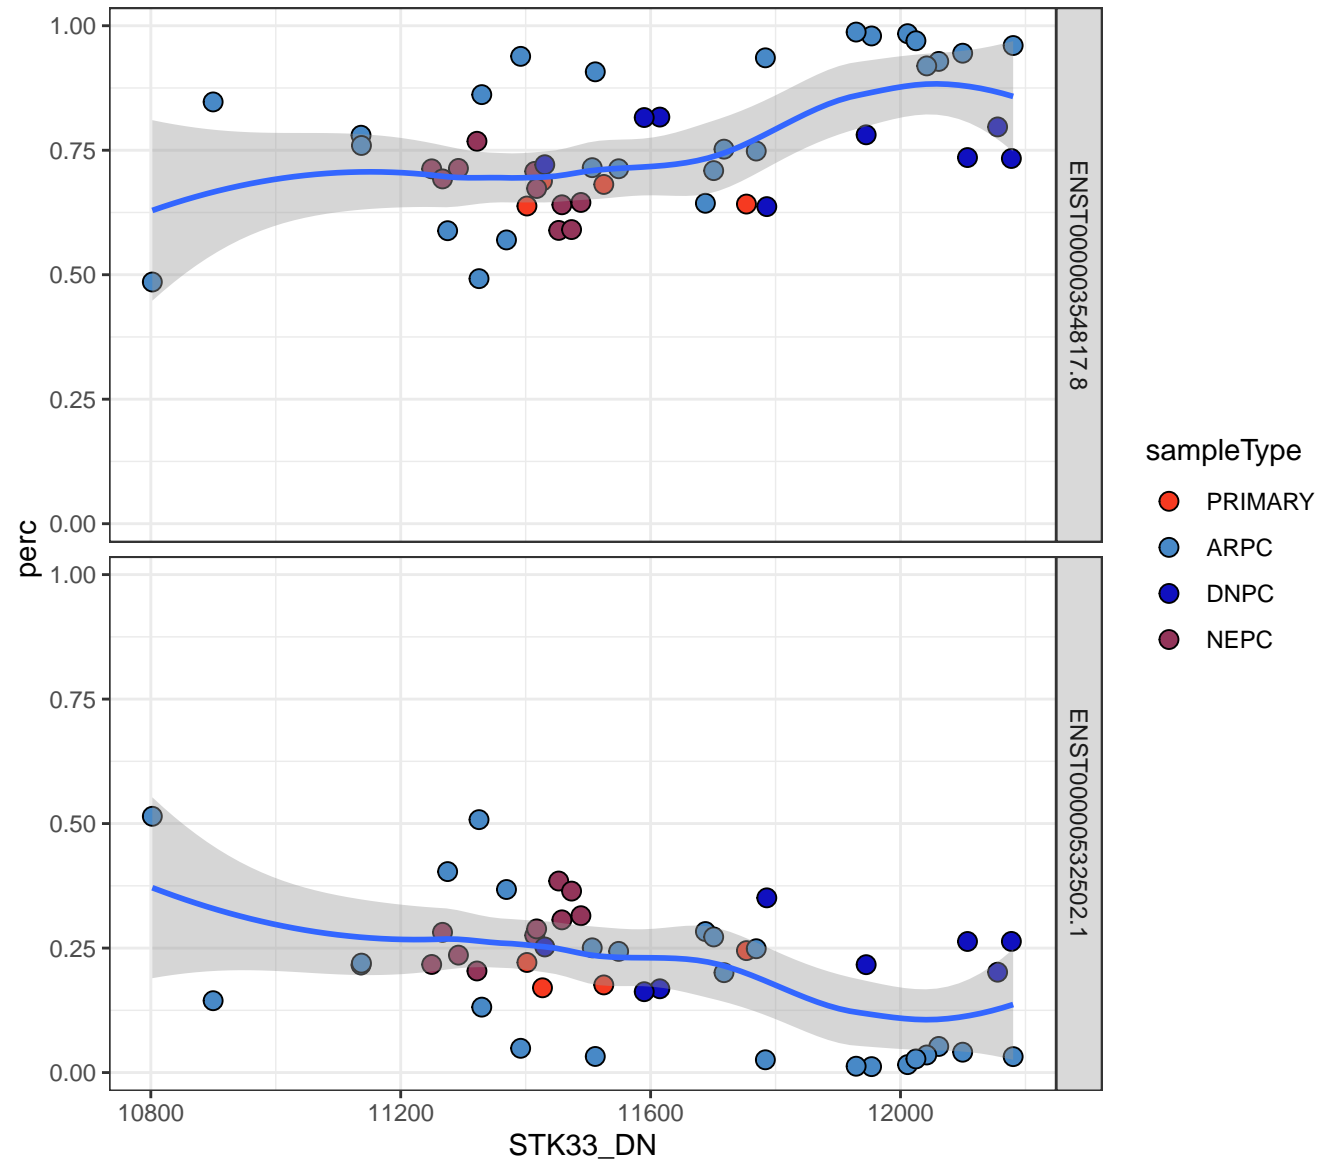 1.00
0.75
0.50
0.25
0.00
ENST00000354817.8
perc
1.00
0.75
0.50
0.25
0.00
ENST00000532502.1
10800
11200
11600
12000
STK33_DN
sampleType
PRIMARY
ARPC
DNPC
NEPC